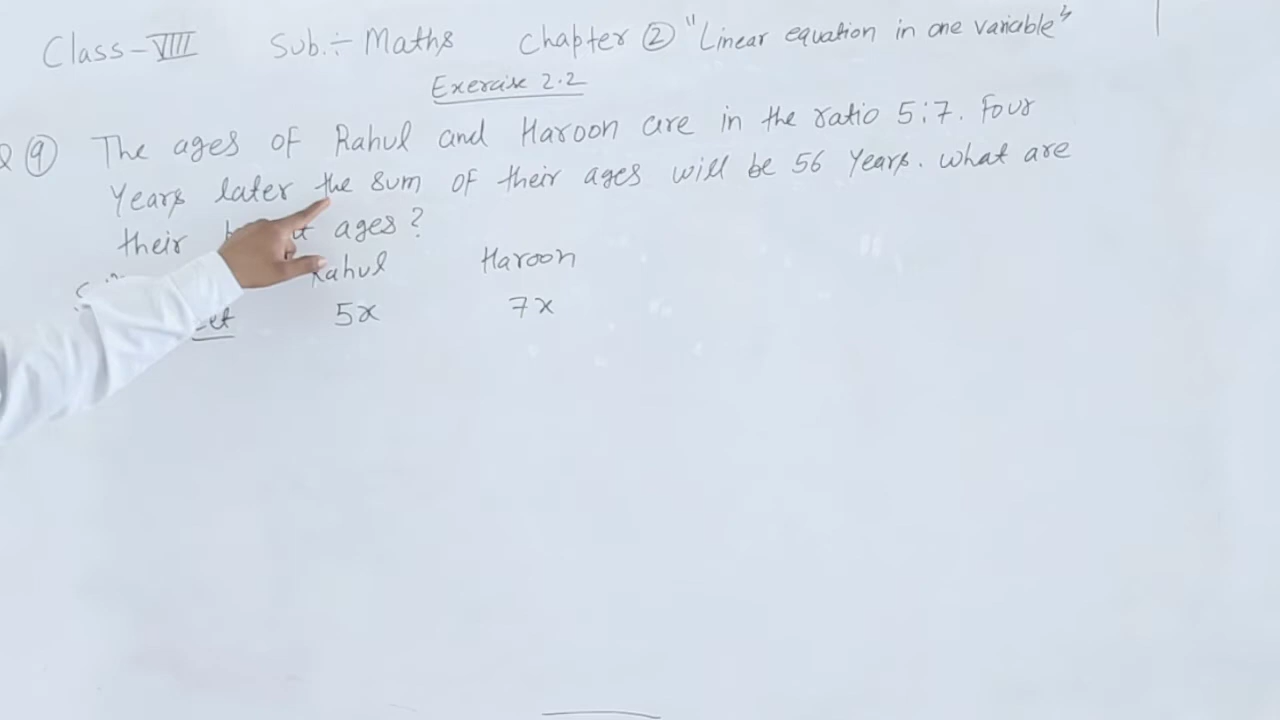 Class-VIII Sub.÷ Maths Chapter ② "Linear equation in one variable"
Exercise 2.2
Q ⑨ The ages of Rahul and Haroon are in the ratio 5:7. Four
Years later the sum of their ages will be 56 Years. What are
their ages?
Rahul Haroon
Let 5x 7x